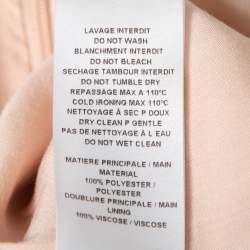 LAVAGE INTERDIT
DO NOT WASH
BLANCHIMENT INTERDIT
DO NOT BLEACH
SECHAGE TAMBOUR INTERDIT
DO NOT TUMBLE DRY
REPASSAGE MAX A 110°C
COLD IRONING MAX 110°C
NETTOYAGE A SEC P DOUX
DRY CLEAN P GENTLE
PAS DE NETTOYAGE A L EAU
DO NOT WET CLEAN
MATIERE PRINCIPALE / MAIN
MATERIAL
100% POLYESTER /
POLYESTER
DOUBLURE PRINCIPALE / MAIN
LINING
100% VISCOSE / VISCOSE